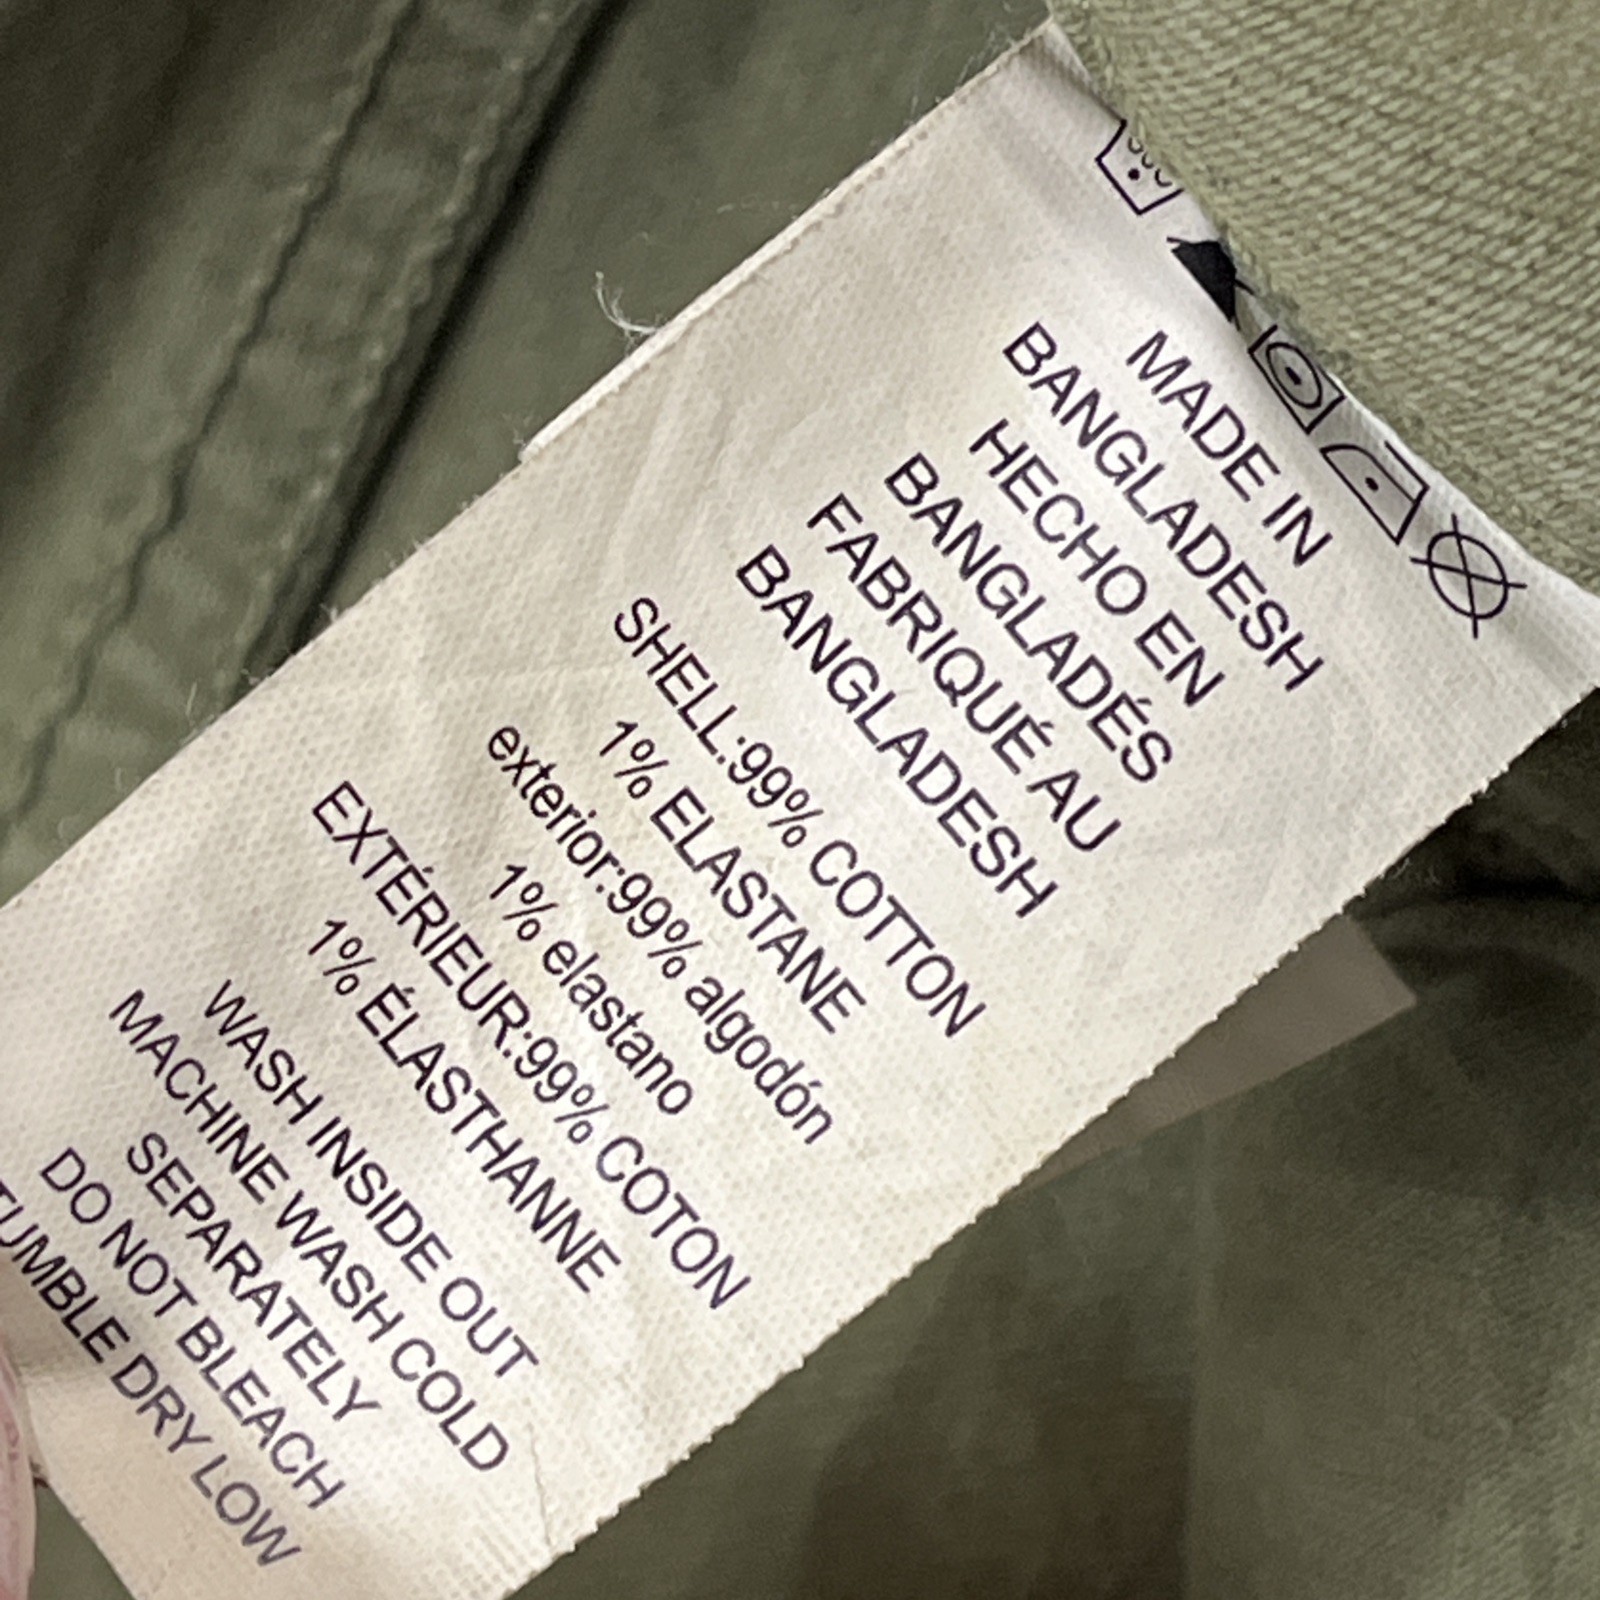 MADE IN
BANGLADESH
HECHO EN
BANGLADÉS
FABRIQUÉ AU
BANGLADESH
SHELL:99% COTTON
1% ELASTANE
exterior:99% algodón
1% elastano
EXTÉRIEUR:99% COTON
1% ÉLASTHANNE
WASH INSIDE OUT
MACHINE WASH COLD
SEPARATELY
DO NOT BLEACH
TUMBLE DRY LOW